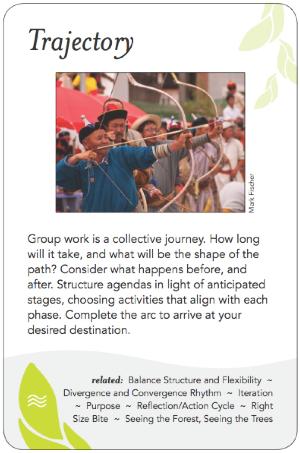 Trajectory
Mark Fischer
Group work is a collective journey. How long
will it take, and what will be the shape of the
path? Consider what happens before, and
after. Structure agendas in light of anticipated
stages, choosing activities that align with each
phase. Complete the arc to arrive at your
desired destination.
related: Balance Structure and Flexibility ~
Divergence and Convergence Rhythm ~ Iteration
~ Purpose ~ Reflection/Action Cycle ~ Right
Size Bite ~ Seeing the Forest, Seeing the Trees